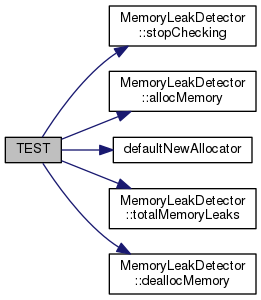 MemoryLeakDetector
::stopChecking
MemoryLeakDetector
::allocMemory
TEST
defaultNewAllocator
MemoryLeakDetector
::totalMemoryLeaks
MemoryLeakDetector
::deallocMemory